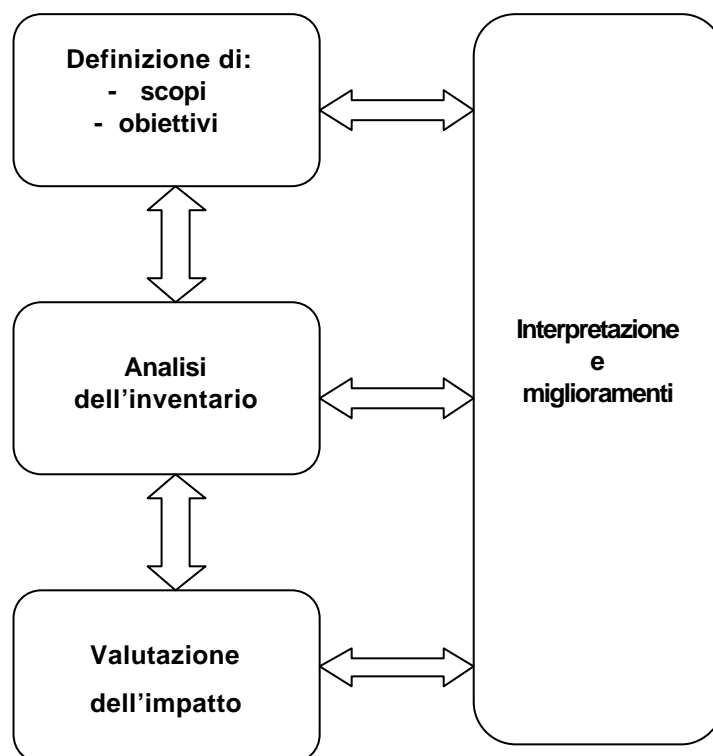 Definizione di:
- scopi
- obiettivi
Analisi
dell'inventario
Valutazione
dell'impatto
Interpretazione
e
miglioramenti